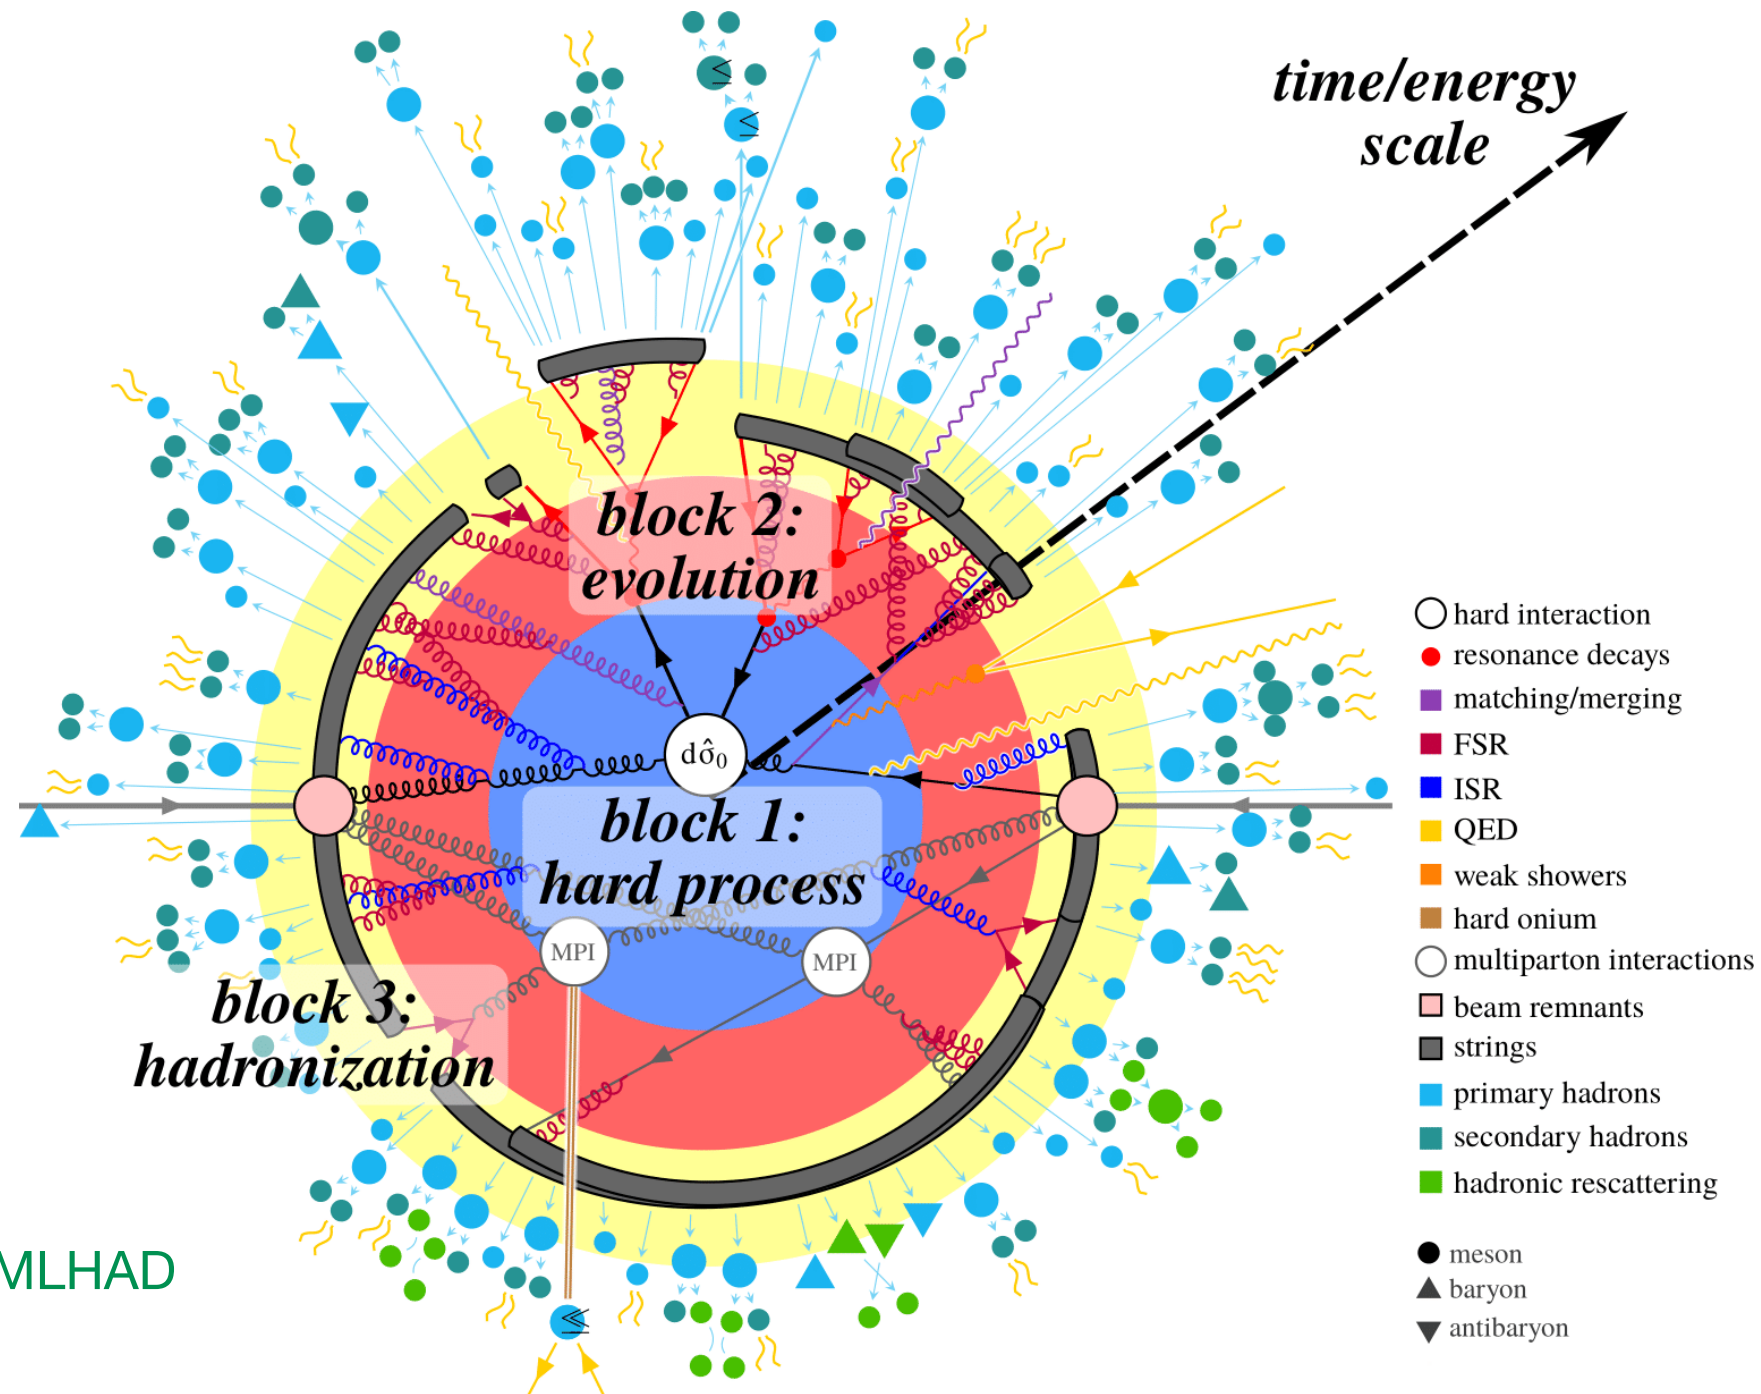 time/energy
scale
block 2:
evolution
dσ̂₀
block 1:
hard process
MPI
MPI
block 3:
hadronization
MLHAD
hard interaction
resonance decays
matching/merging
FSR
ISR
QED
weak showers
hard onium
multiparton interactions
beam remnants
strings
primary hadrons
secondary hadrons
hadronic rescattering
meson
baryon
antibaryon